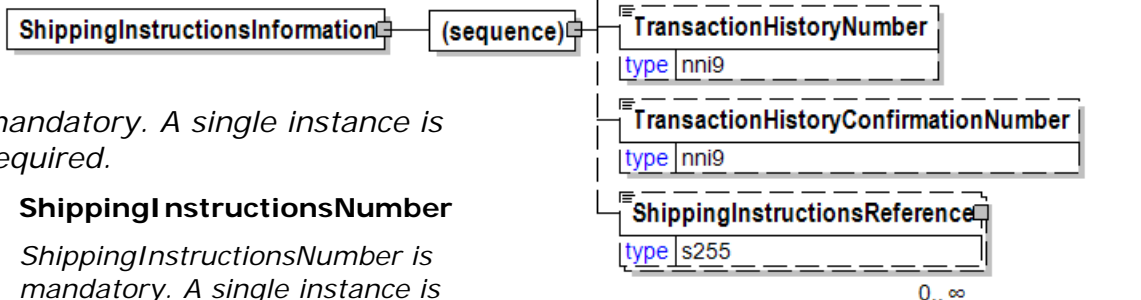 ShippingInstructionsInformation
(sequence)
TransactionHistoryNumber
type nni9
TransactionHistoryConfirmationNumber
type nni9
ShippingInstructionsReference
type s255
0..∞
mandatory. A single instance is
required.
ShippingInstructionsNumber
ShippingInstructionsNumber is
mandatory. A single instance is